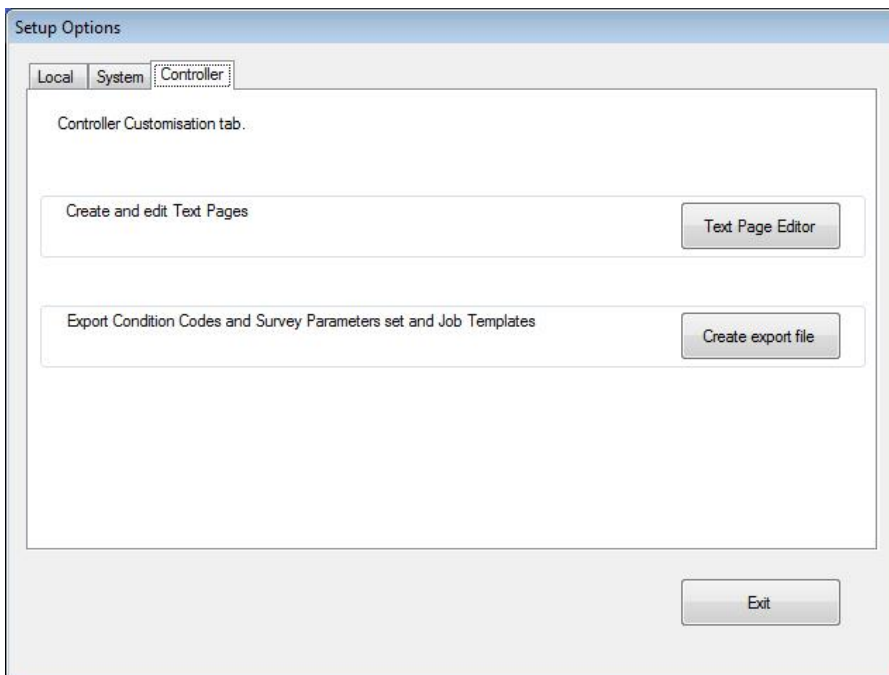 Setup Options
Local System Controller
Controller Customisation tab.
Create and edit Text Pages
Text Page Editor
Export Condition Codes and Survey Parameters set and Job Templates
Create export file
Exit